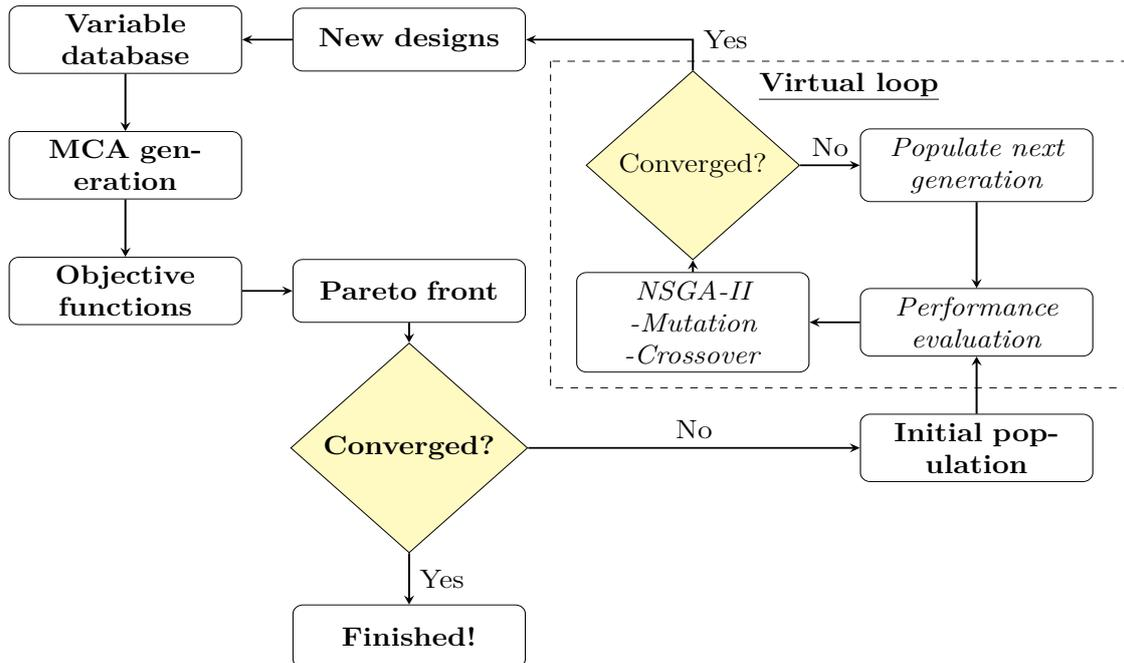 Variable
database
New designs
Yes
Virtual loop
MCA gen-
eration
Converged?
No
Populate next
generation
Objective
functions
Pareto front
NSGA-II
-Mutation
-Crossover
Performance
evaluation
Converged?
No
Initial pop-
ulation
Yes
Finished!